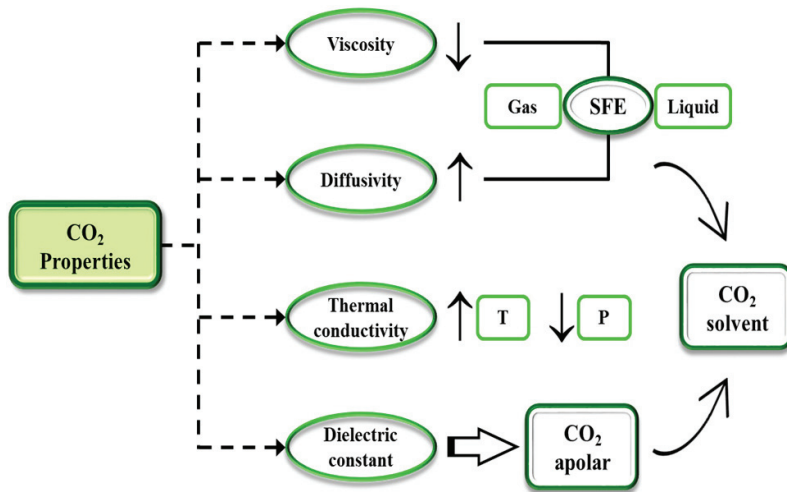 CO₂
Properties
Viscosity
Gas
SFE
Liquid
Diffusivity
Thermal
conductivity
T
P
CO₂
solvent
Dielectric
constant
CO₂
apolar